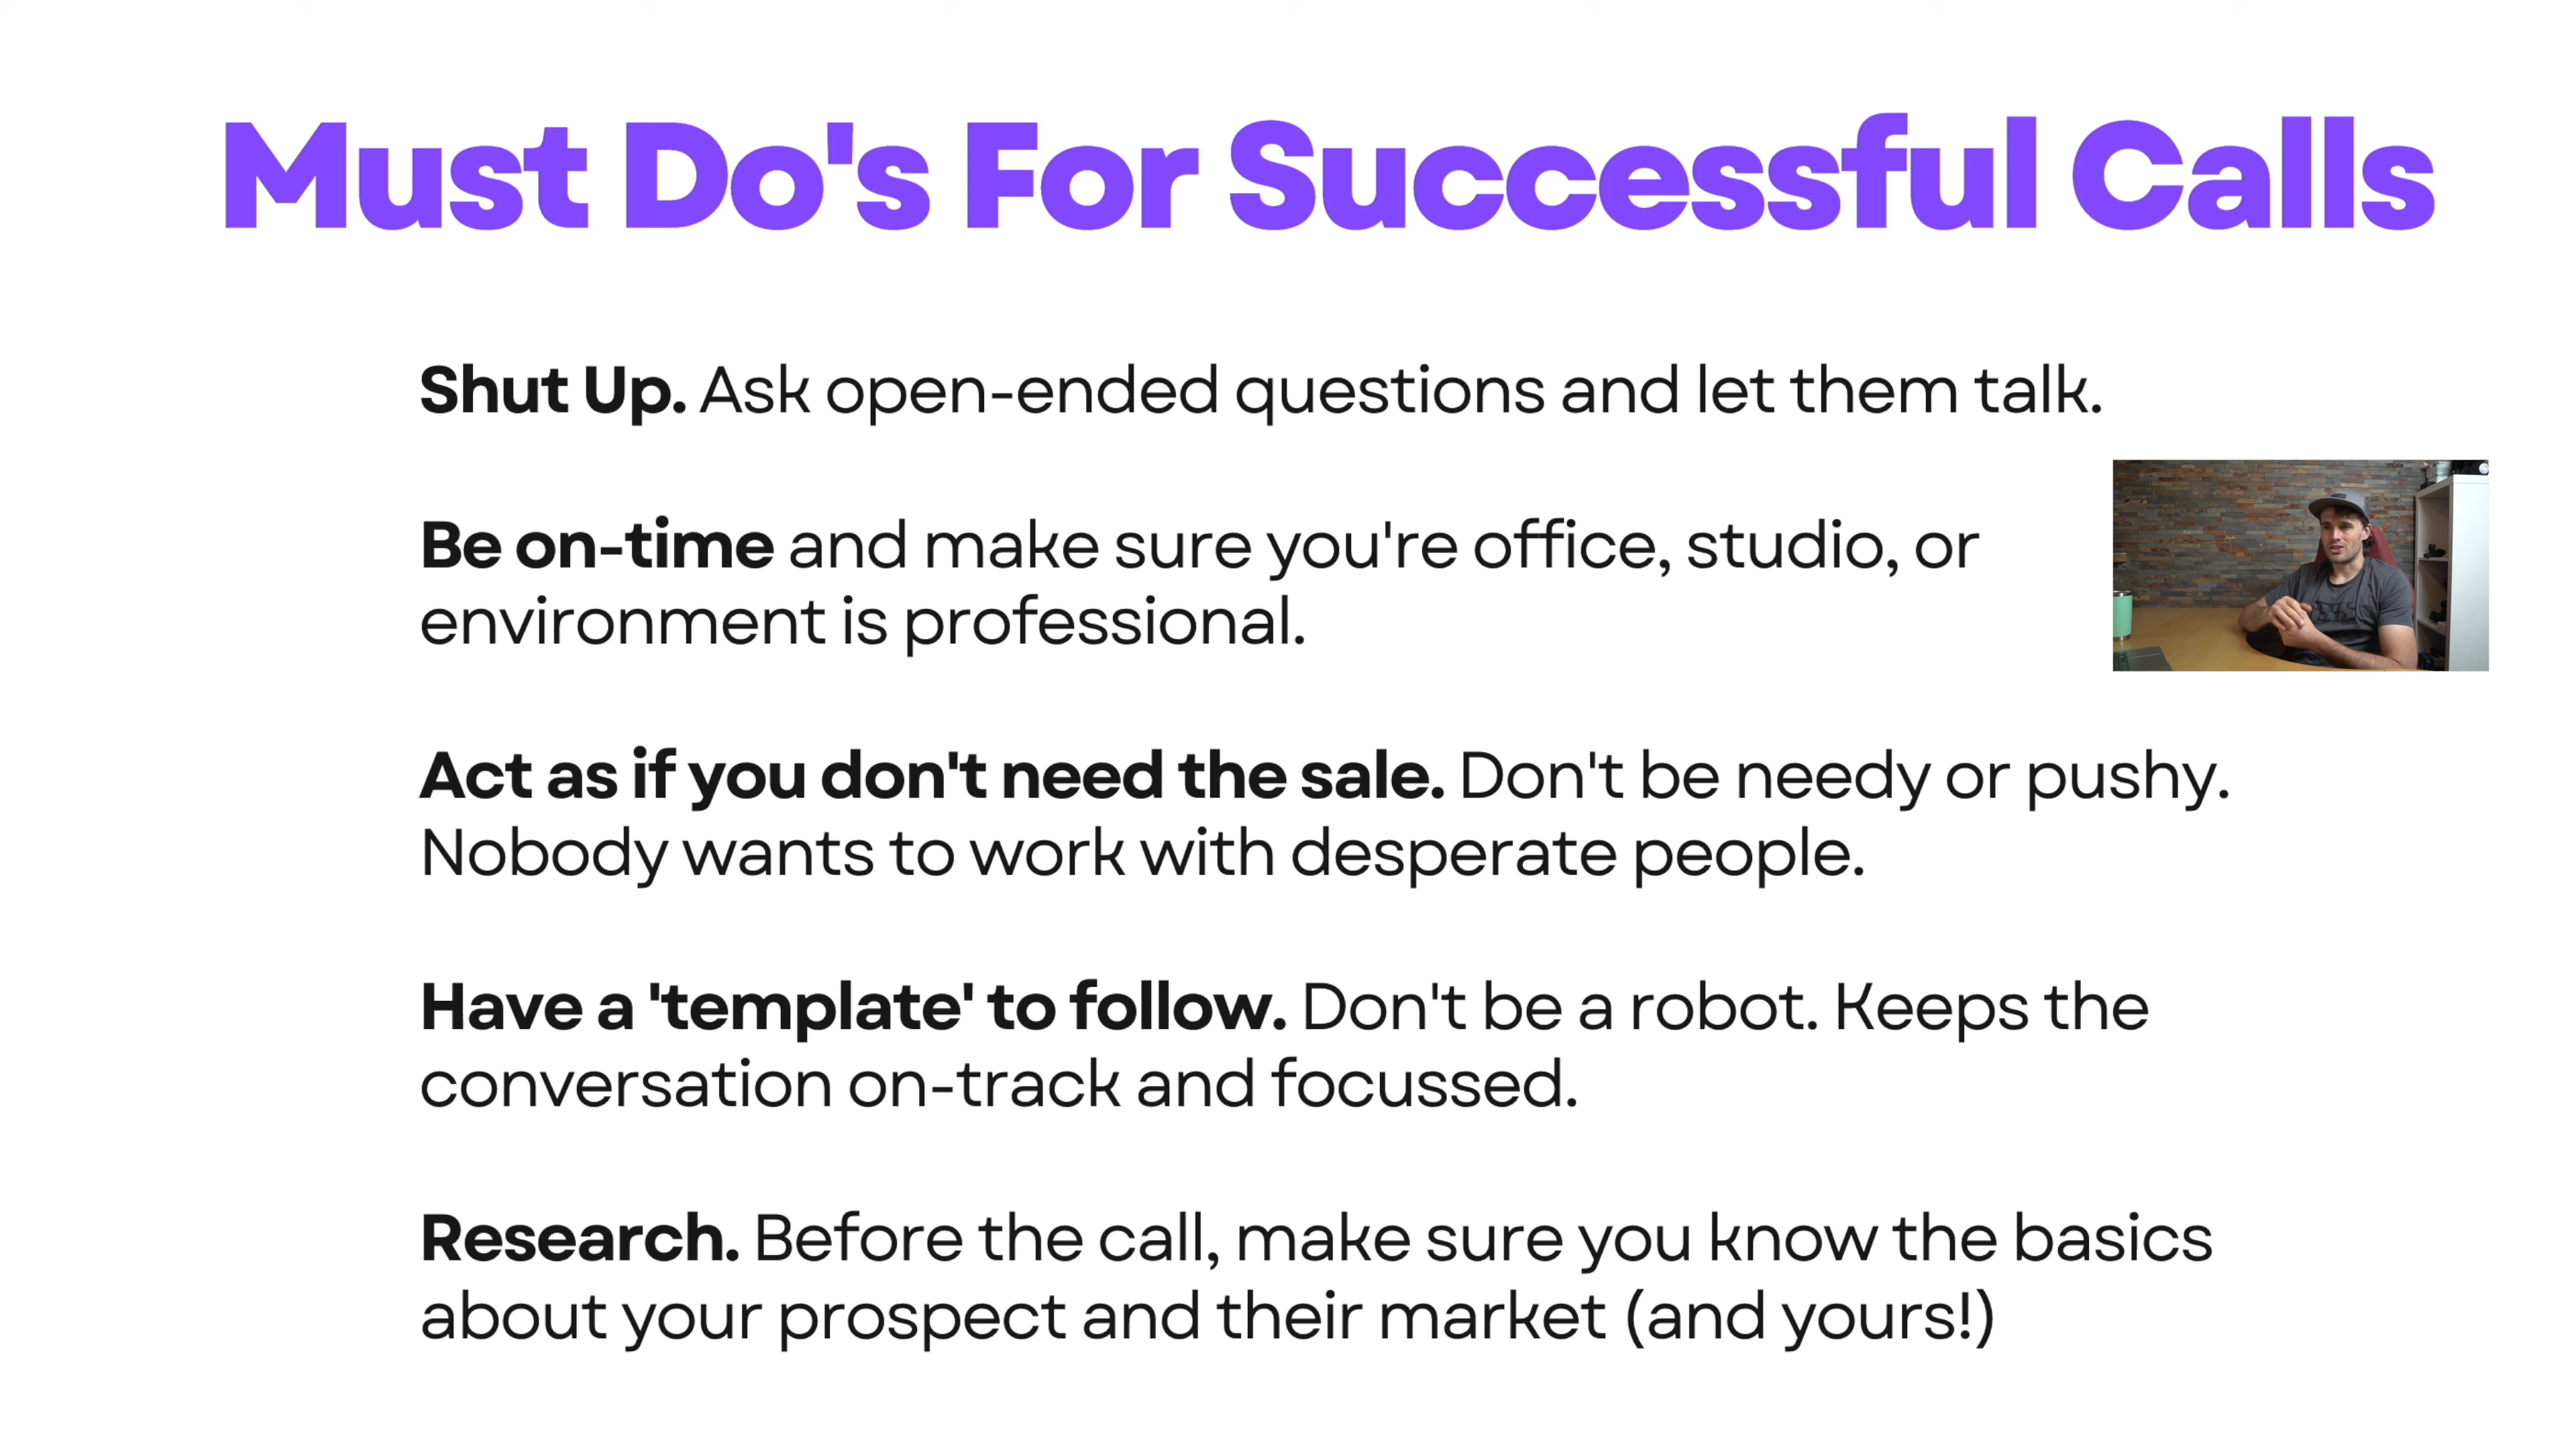 Must Do's For Successful Calls
Shut Up. Ask open-ended questions and let them talk.
Be on-time and make sure you're office, studio, or
environment is professional.
Act as if you don't need the sale. Don't be needy or pushy.
Nobody wants to work with desperate people.
Have a 'template' to follow. Don't be a robot. Keeps the
conversation on-track and focussed.
Research. Before the call, make sure you know the basics
about your prospect and their market (and yours!)